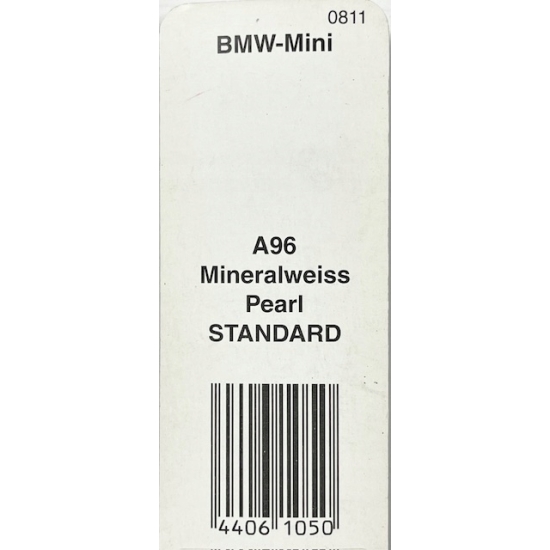 0811
BMW-Mini
A96
Mineralweiss
Pearl
STANDARD
4406 1050